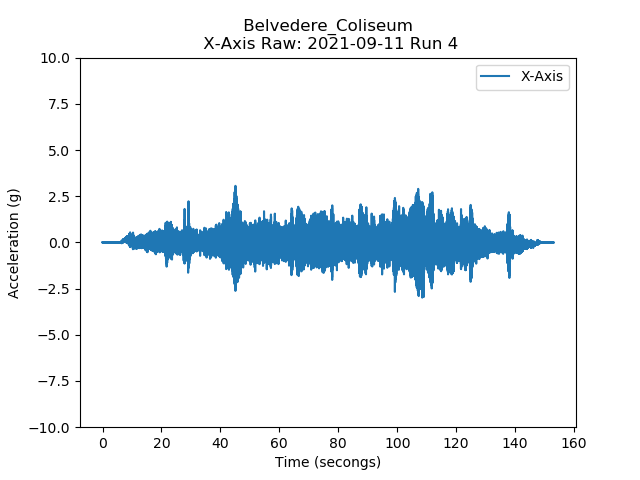 Belvedere_Coliseum
X-Axis Raw: 2021-09-11 Run 4
X-Axis
10.0
7.5
5.0
2.5
0.0
−2.5
−5.0
−7.5
−10.0
Acceleration (g)
0 20 40 60 80 100 120 140 160
Time (secongs)